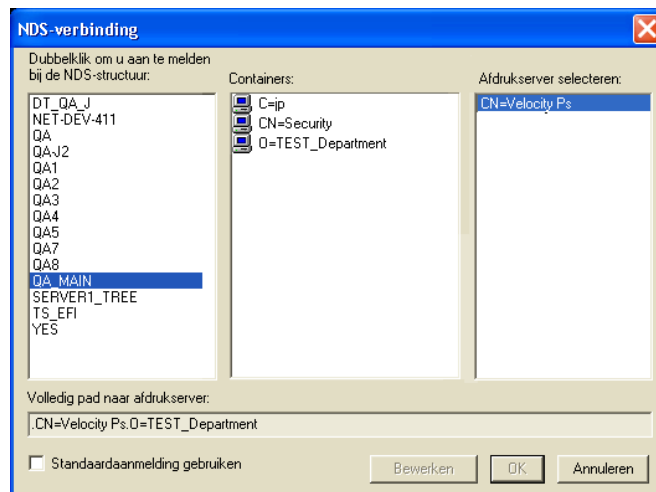 NDS-verbinding
Dubbelklik om u aan te melden
bij de NDS-structuur:
Containers:
Afdrukserver selecteren:
DT_QA_J
NET-DEV-411
QA
QA-J2
QA1
QA2
QA3
QA4
QA5
QA7
QA8
QA_MAIN
SERVER1_TREE
TS_EFI
YES
C=ip
CN=Security
O=TEST_Department
CN=Velocity Ps
Volledig pad naar afdrukserver:
.CN=Velocity Ps.O=TEST_Department
Standaardaanmelding gebruiken
Bewerken
OK
Annuleren